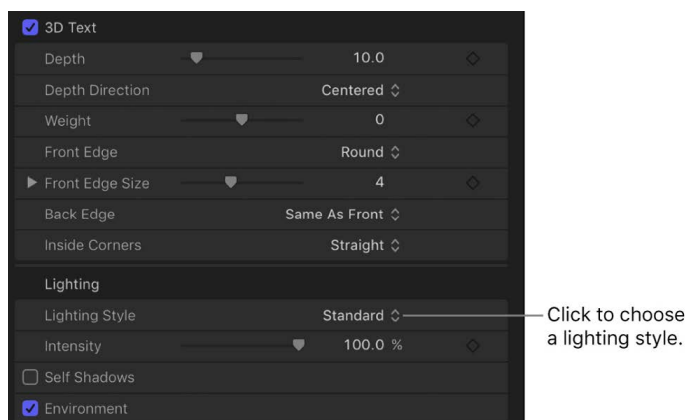 3D Text
Depth 10.0
Depth Direction Centered
Weight 0
Front Edge Round
Front Edge Size 4
Back Edge Same As Front
Inside Corners Straight
Lighting
Lighting Style Standard
Click to choose
a lighting style.
Intensity 100.0 %
Self Shadows
Environment